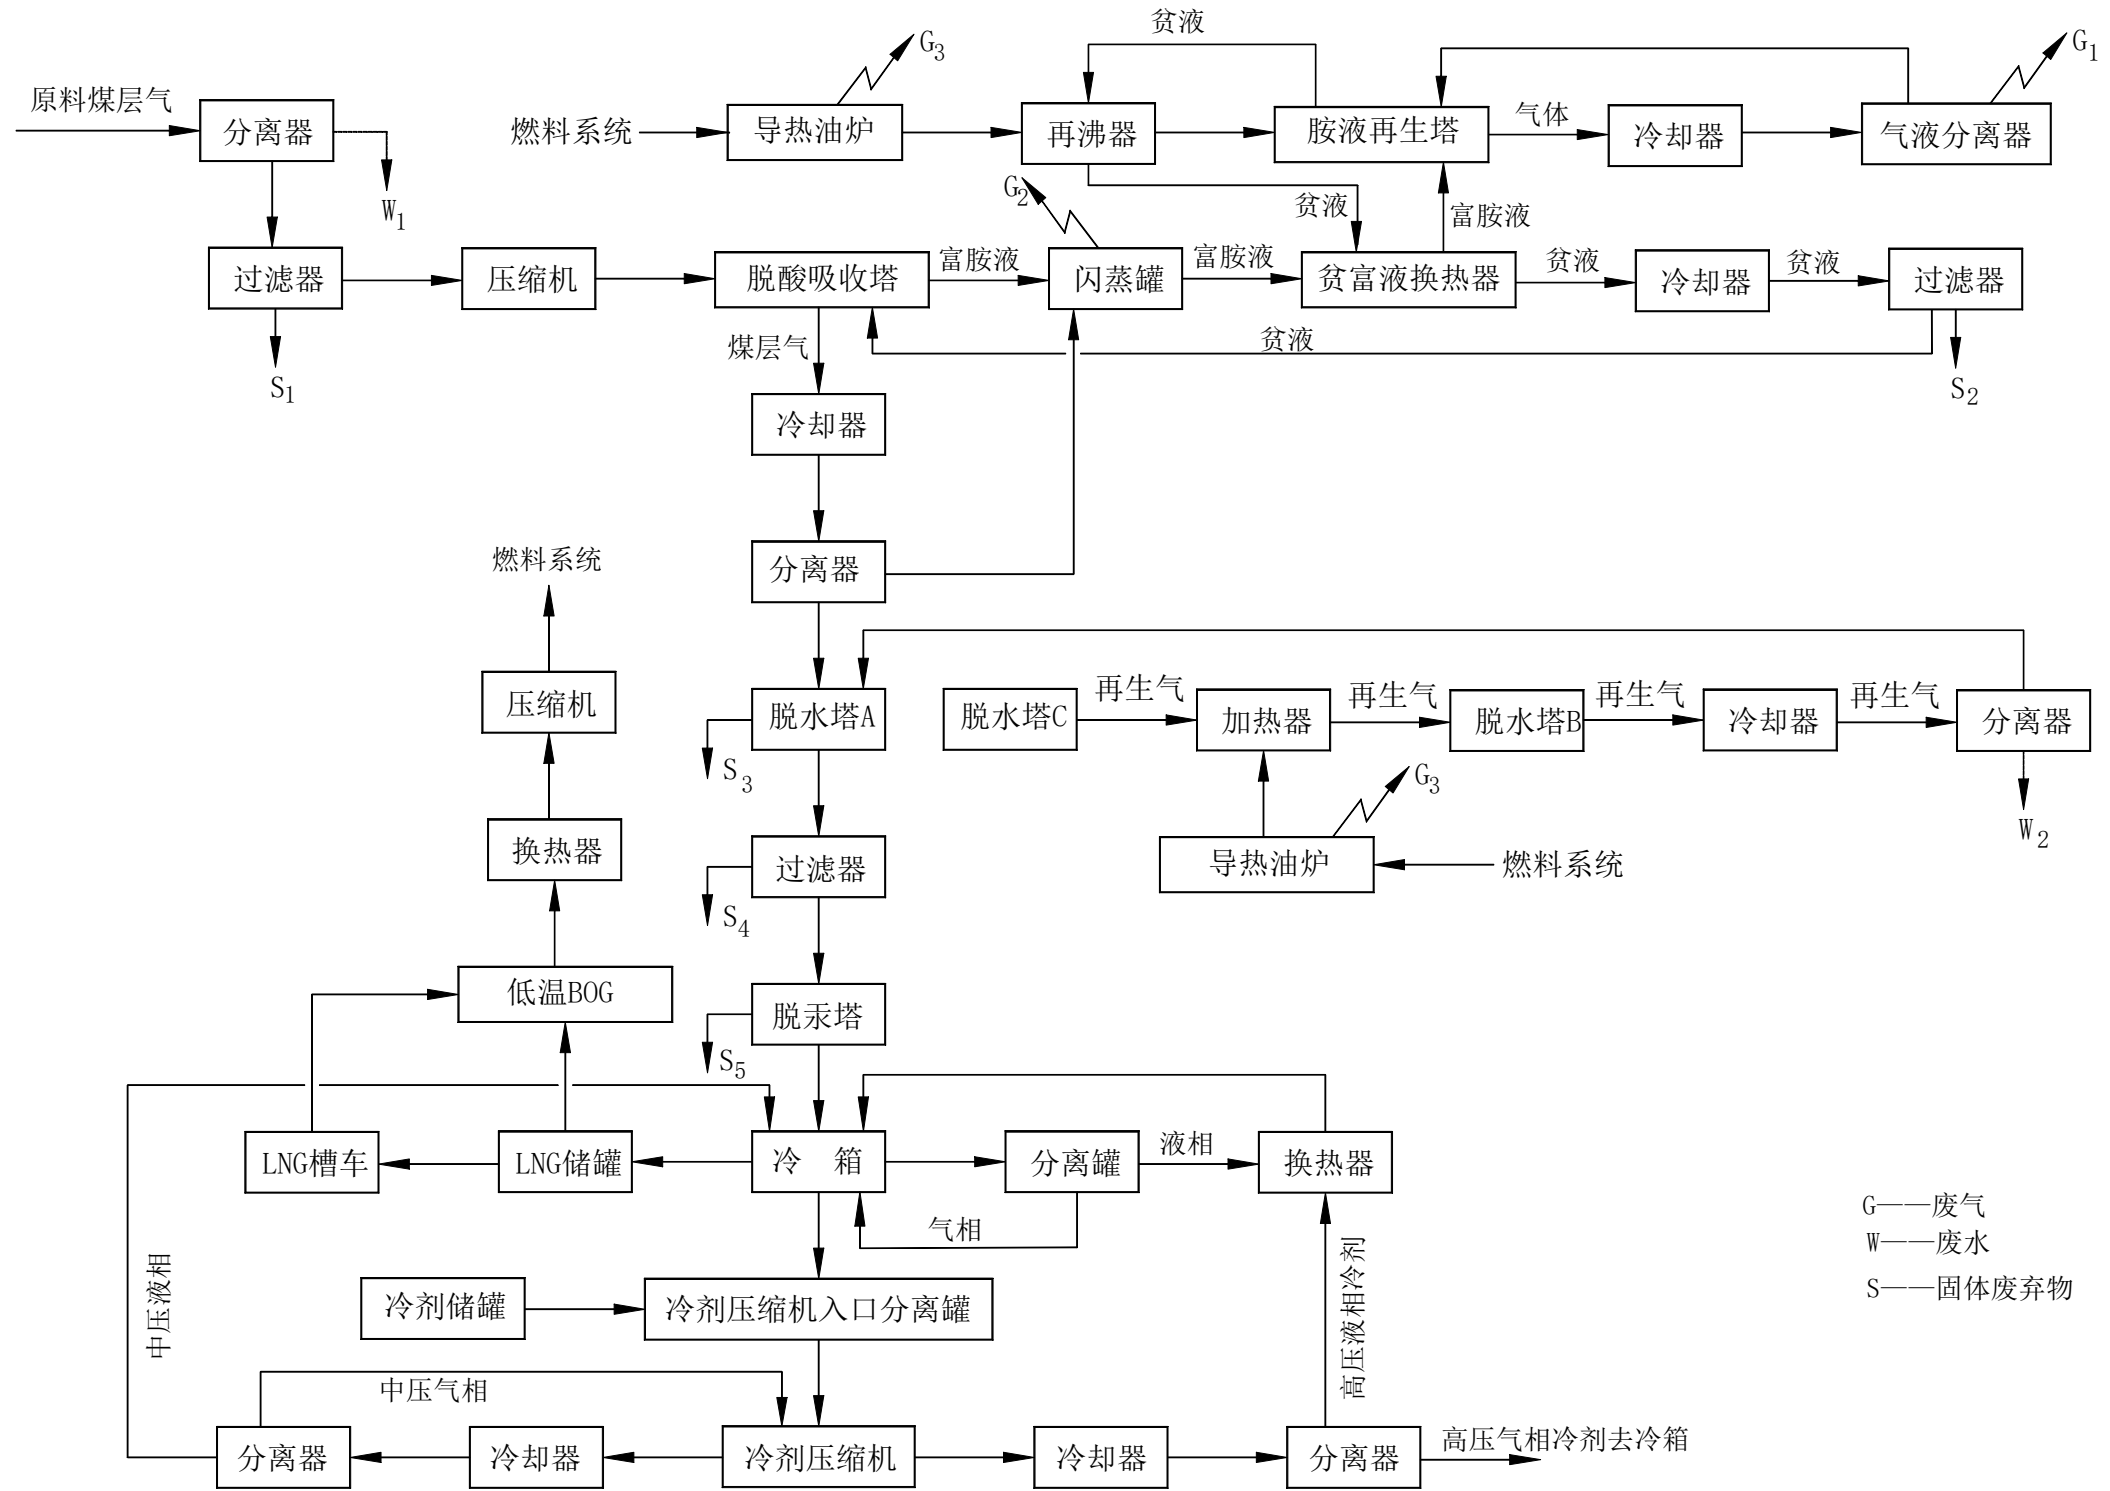 贫液
G3
G1
原料煤层气
分离器
燃料系统
导热油炉
再沸器
胺液再生塔
气体
冷却器
气液分离器
W1
G2
贫液
富胺液
过滤器
压缩机
脱酸吸收塔
富胺液
闪蒸罐
富胺液
贫富液换热器
贫液
冷却器
贫液
过滤器
S1
煤层气
贫液
S2
冷却器
燃料系统
分离器
压缩机
脱水塔A
脱水塔C
再生气
加热器
再生气
脱水塔B
再生气
冷却器
再生气
分离器
S3
G3
W2
换热器
过滤器
导热油炉
燃料系统
S4
低温BOG
脱汞塔
S5
LNG槽车
LNG储罐
冷 箱
分离罐
液相
换热器
气相
G——废气
W——废水
S——固体废弃物
中压液相
冷剂储罐
冷剂压缩机入口分离罐
高压液相冷剂
中压气相
分离器
冷却器
冷剂压缩机
冷却器
分离器
高压气相冷剂去冷箱